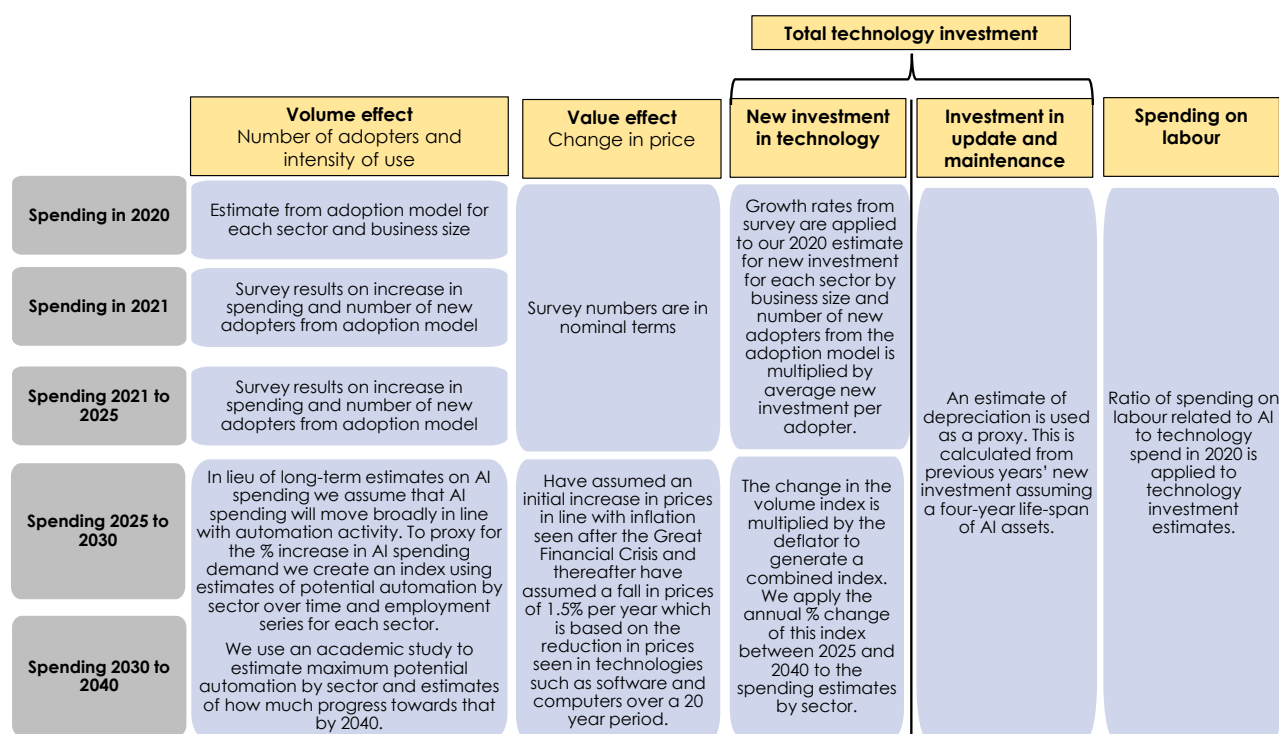 Total technology investment
Volume effect
Number of adopters and
intensity of use
Value effect
Change in price
New investment
in technology
Investment in
update and
maintenance
Spending on
labour
Spending in 2020
Estimate from adoption model for
each sector and business size
Spending in 2021
Survey results on increase in
spending and number of new
adopters from adoption model
Spending 2021 to
2025
Survey results on increase in
spending and number of new
adopters from adoption model
Survey numbers are in
nominal terms
Growth rates from
survey are applied
to our 2020 estimate
for new investment
for each sector by
business size and
number of new
adopters from the
adoption model is
multiplied by
average new
investment per
adopter.
Spending 2025 to
2030
Spending 2030 to
2040
In lieu of long-term estimates on AI
spending we assume that AI
spending will move broadly in line
with automation activity. To proxy for
the % increase in AI spending
demand we create an index using
estimates of potential automation by
sector over time and employment
series for each sector.
We use an academic study to
estimate maximum potential
automation by sector and estimates
of how much progress towards that
by 2040.
Have assumed an
initial increase in prices
in line with inflation
seen after the Great
Financial Crisis and
thereafter have
assumed a fall in prices
of 1.5% per year which
is based on the
reduction in prices
seen in technologies
such as software and
computers over a 20
year period.
The change in the
volume index is
multiplied by the
deflator to
generate a
combined index.
We apply the
annual % change
of this index
between 2025 and
2040 to the
spending estimates
by sector.
An estimate of
depreciation is used
as a proxy. This is
calculated from
previous years' new
investment assuming
a four-year life-span
of AI assets.
Ratio of spending on
labour related to AI
to technology
spend in 2020 is
applied to
technology
investment
estimates.